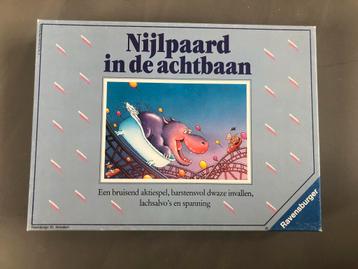 Nijlpaard
in de achtbaan
Een bruisend aktiespel, barstensvol dwaze invallen,
lachsalvo's en spanning
Ravensburger